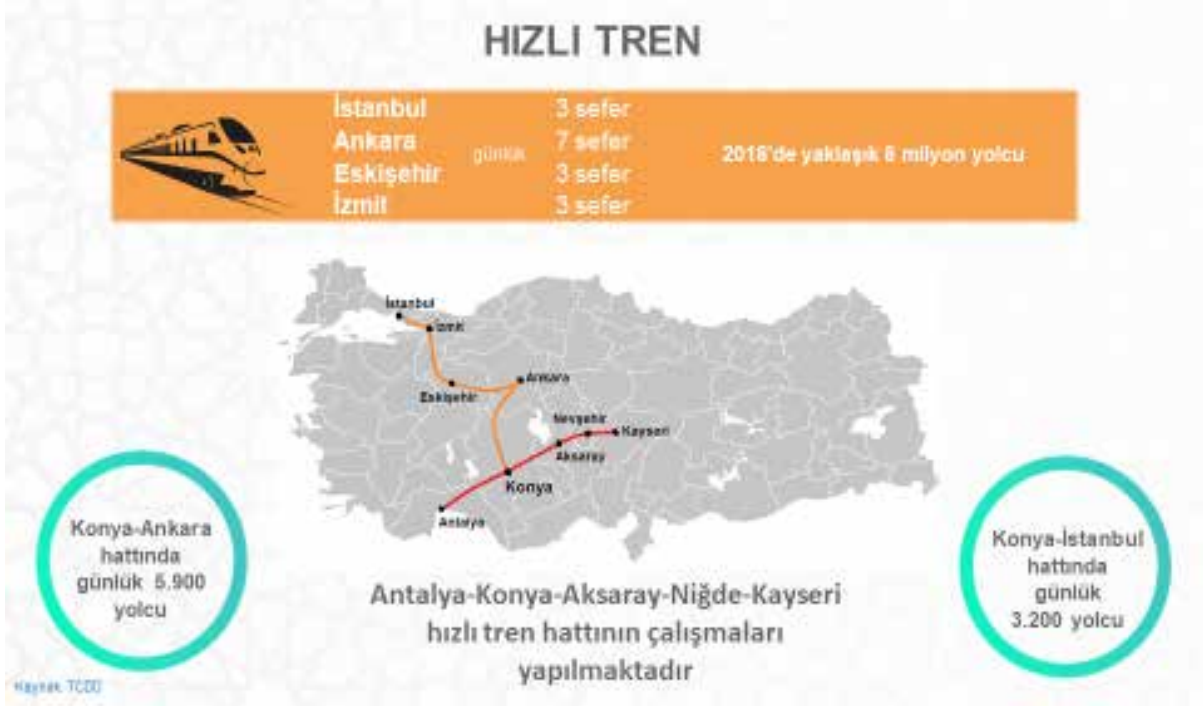 HIZLI TREN
İstanbul 3 sefer
Ankara günlük 7 sefer 2018'de yaklaşık 8 milyon yolcu
Eskişehir 3 sefer
İzmit 3 sefer
İstanbul
İzmit
Ankara
Eskişehir
Nevşehir
Kayseri
Aksaray
Konya
Antalya
Konya-Ankara
hattında
günlük 5.900
yolcu
Konya-İstanbul
hattında
günlük
3.200 yolcu
Antalya-Konya-Aksaray-Niğde-Kayseri
hızlı tren hattının çalışmaları
yapılmaktadır
Kaynak TCDD